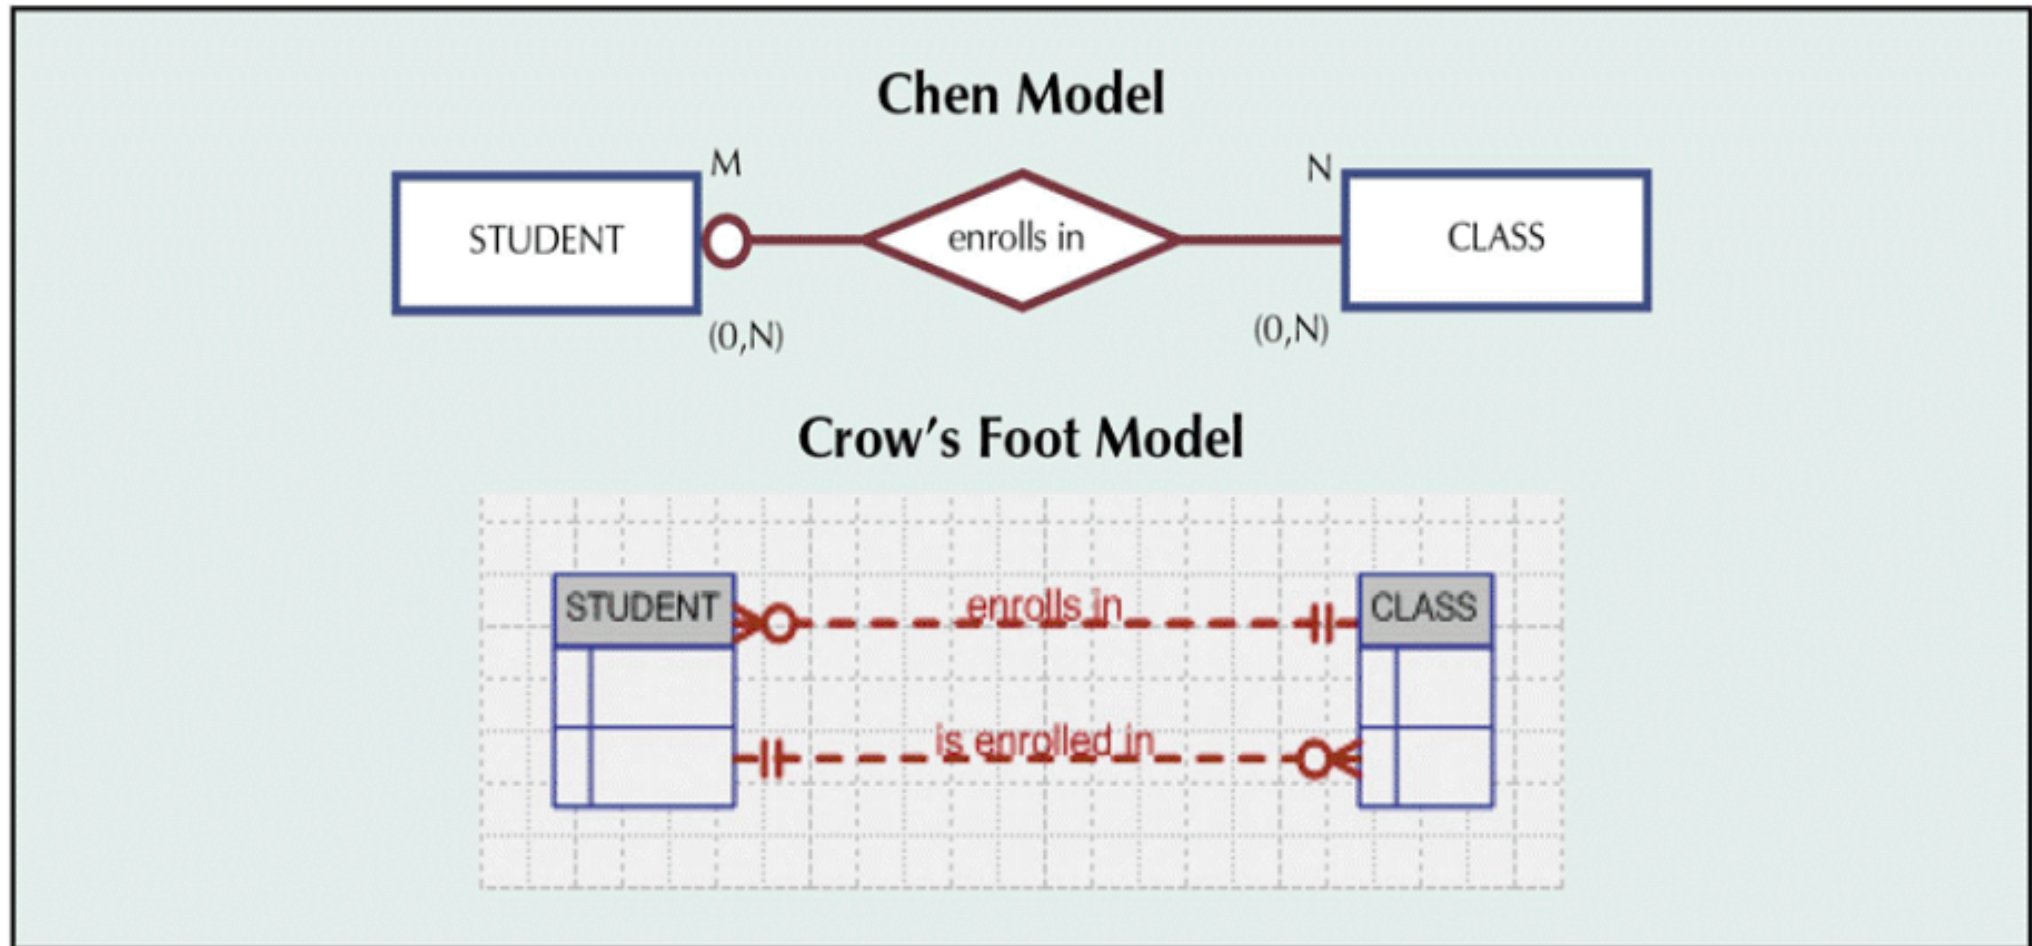 Chen Model
M
N
STUDENT
enrolls in
CLASS
(0,N)
(0,N)
Crow's Foot Model
STUDENT
enrolls in
CLASS
is enrolled in